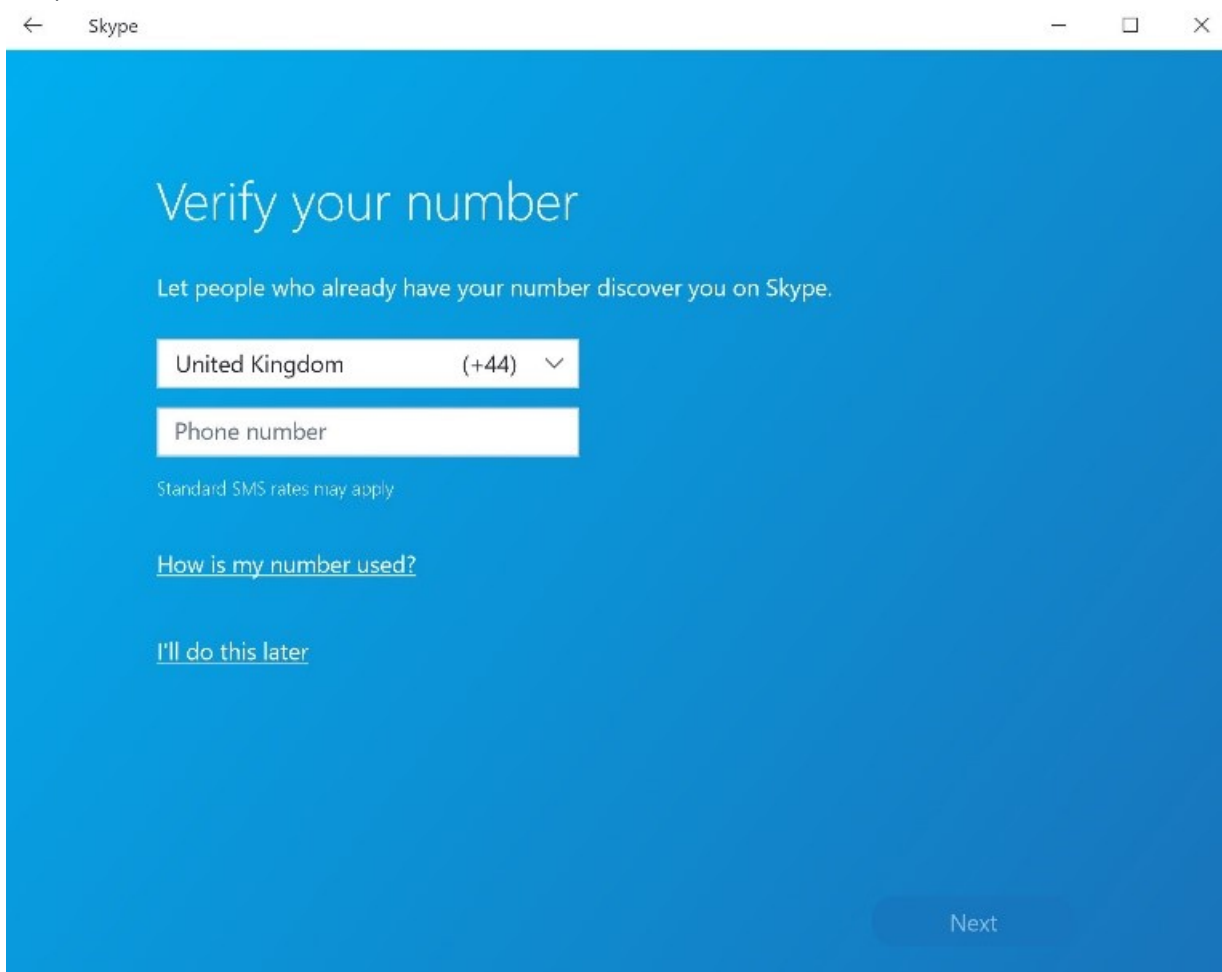 Skype
Verify your number
Let people who already have your number discover you on Skype.
United Kingdom (+44)
Phone number
Standard SMS rates may apply
How is my number used?
I'll do this later
Next